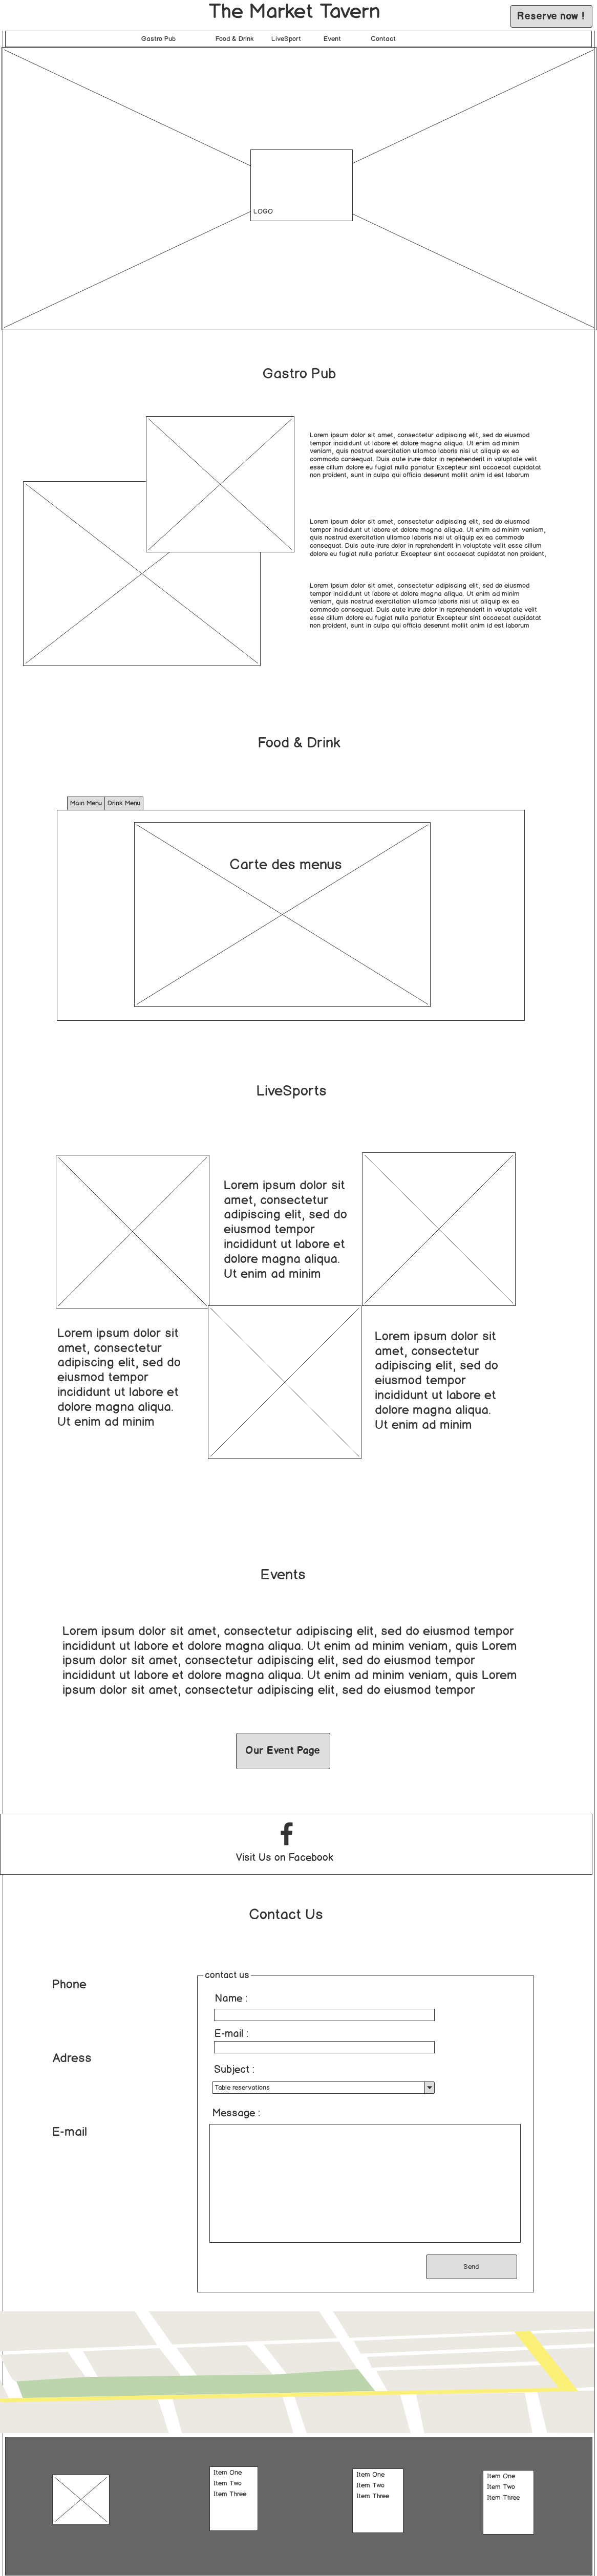 The Market Tavern
Reserve now !
Gastro Pub
Food & Drink
LiveSport
Event
Contact
LOGO
Gastro Pub
Lorem ipsum dolor sit amet, consectetur adipiscing elit, sed do eiusmod
tempor incididunt ut labore et dolore magna aliqua. Ut enim ad minim
veniam, quis nostrud exercitation ullamco laboris nisi ut aliquip ex ea
commodo consequat. Duis aute irure dolor in reprehenderit in voluptate velit
esse cillum dolore eu fugiat nulla pariatur. Excepteur sint occaecat cupidatat
non proident, sunt in culpa qui officia deserunt mollit anim id est laborum
Lorem ipsum dolor sit amet, consectetur adipiscing elit, sed do eiusmod
tempor incididunt ut labore et dolore magna aliqua. Ut enim ad minim veniam,
quis nostrud exercitation ullamco laboris nisi ut aliquip ex ea commodo
consequat. Duis aute irure dolor in reprehenderit in voluptate velit esse cillum
dolore eu fugiat nulla pariatur. Excepteur sint occaecat cupidatat non proident,
Lorem ipsum dolor sit amet, consectetur adipiscing elit, sed do eiusmod
tempor incididunt ut labore et dolore magna aliqua. Ut enim ad minim
veniam, quis nostrud exercitation ullamco laboris nisi ut aliquip ex ea
commodo consequat. Duis aute irure dolor in reprehenderit in voluptate velit
esse cillum dolore eu fugiat nulla pariatur. Excepteur sint occaecat cupidatat
non proident, sunt in culpa qui officia deserunt mollit anim id est laborum
Food & Drink
Main Menu
Drink Menu
Carte des menus
LiveSports
Lorem ipsum dolor sit
amet, consectetur
adipiscing elit, sed do
eiusmod tempor
incididunt ut labore et
dolore magna aliqua.
Ut enim ad minim
Lorem ipsum dolor sit
amet, consectetur
adipiscing elit, sed do
eiusmod tempor
incididunt ut labore et
dolore magna aliqua.
Ut enim ad minim
Lorem ipsum dolor sit
amet, consectetur
adipiscing elit, sed do
eiusmod tempor
incididunt ut labore et
dolore magna aliqua.
Ut enim ad minim
Events
Lorem ipsum dolor sit amet, consectetur adipiscing elit, sed do eiusmod tempor
incididunt ut labore et dolore magna aliqua. Ut enim ad minim veniam, quis Lorem
ipsum dolor sit amet, consectetur adipiscing elit, sed do eiusmod tempor
incididunt ut labore et dolore magna aliqua. Ut enim ad minim veniam, quis Lorem
ipsum dolor sit amet, consectetur adipiscing elit, sed do eiusmod tempor
Our Event Page
f
Visit Us on Facebook
Contact Us
Phone
Adress
E-mail
contact us
Name :
E-mail :
Subject :
Table reservations
Message :
Send
Item One
Item Two
Item Three
Item One
Item Two
Item Three
Item One
Item Two
Item Three